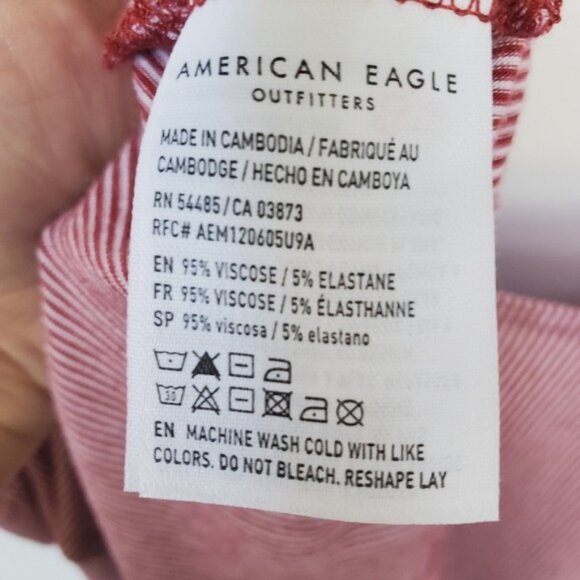 AMERICAN EAGLE
OUTFITTERS
MADE IN CAMBODIA / FABRIQUÉ AU
CAMBODGE / HECHO EN CAMBOYA
RN 54485 / CA 03873
RFC# AEM120605U9A
EN 95% VISCOSE / 5% ELASTANE
FR 95% VISCOSE / 5% ÉLASTHANNE
SP 95% viscosa / 5% elastano
30
EN MACHINE WASH COLD WITH LIKE
COLORS. DO NOT BLEACH. RESHAPE LAY